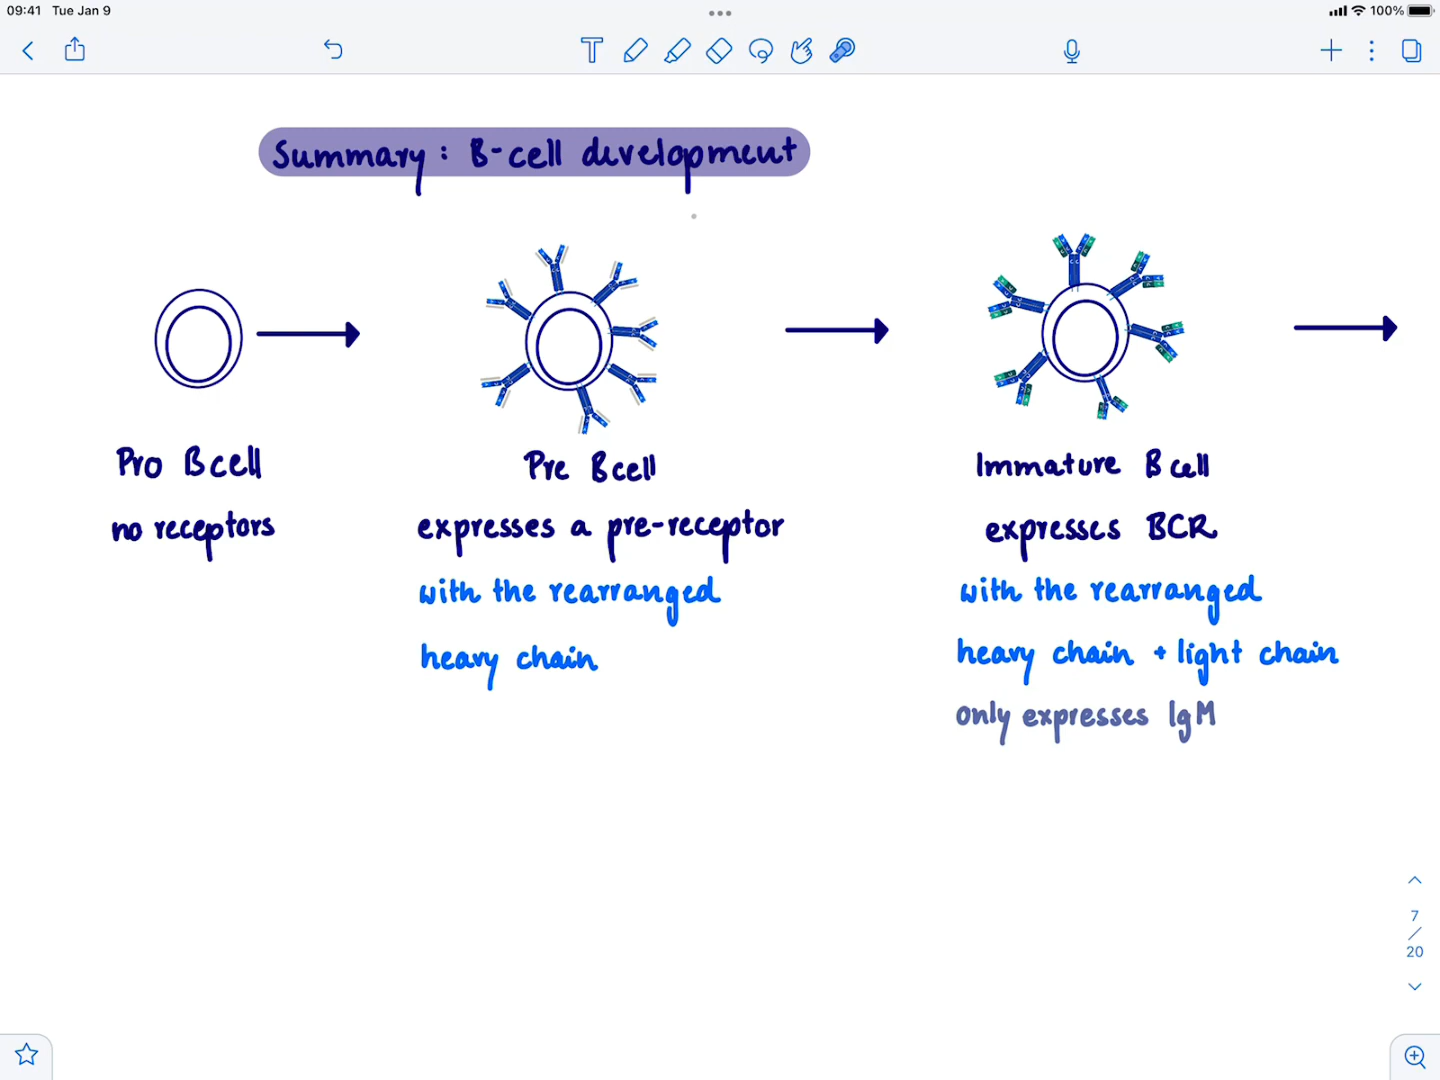 09:41 Tue Jan 9
100%
Summary: B-cell development
Pro B cell
no receptors
Pre B cell
expresses a pre-receptor
with the rearranged
heavy chain
Immature B cell
expresses BCR
with the rearranged
heavy chain + light chain
only expresses IgM
7
/
20